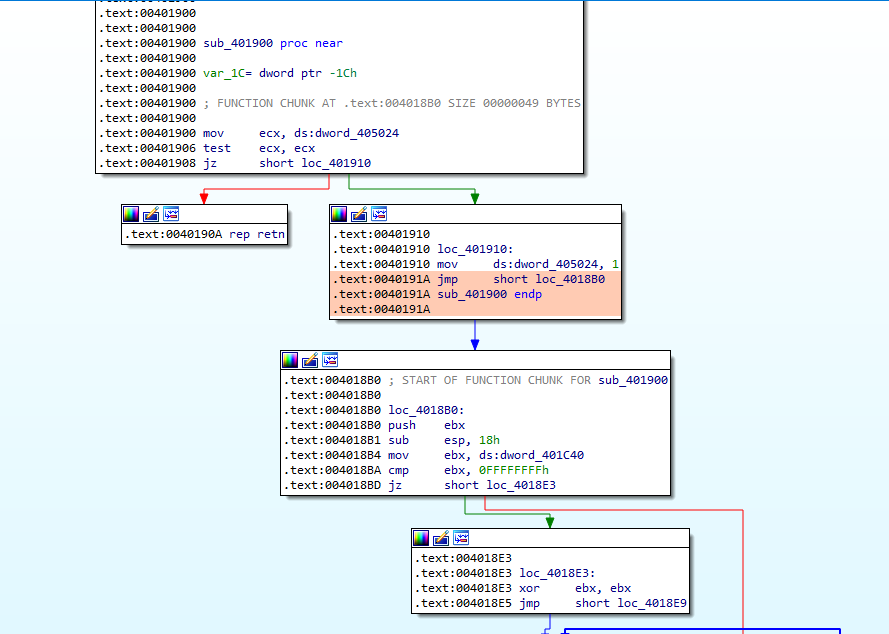 .text:00401900
.text:00401900
.text:00401900 sub_401900 proc near
.text:00401900
.text:00401900 var_1C= dword ptr -1Ch
.text:00401900
.text:00401900 ; FUNCTION CHUNK AT .text:004018B0 SIZE 00000049 BYTES
.text:00401900
.text:00401900 mov     ecx, ds:dword_405024
.text:00401906 test    ecx, ecx
.text:00401908 jz      short loc_401910
.text:0040190A rep retn
.text:00401910
.text:00401910 loc_401910:
.text:00401910 mov     ds:dword_405024, 1
.text:0040191A jmp     short loc_4018B0
.text:0040191A sub_401900 endp
.text:0040191A
.text:004018B0 ; START OF FUNCTION CHUNK FOR sub_401900
.text:004018B0
.text:004018B0 loc_4018B0:
.text:004018B0 push    ebx
.text:004018B1 sub     esp, 18h
.text:004018B4 mov     ebx, ds:dword_401C40
.text:004018BA cmp     ebx, 0FFFFFFFFh
.text:004018BD jz      short loc_4018E3
.text:004018E3
.text:004018E3 loc_4018E3:
.text:004018E3 xor     ebx, ebx
.text:004018E5 jmp     short loc_4018E9